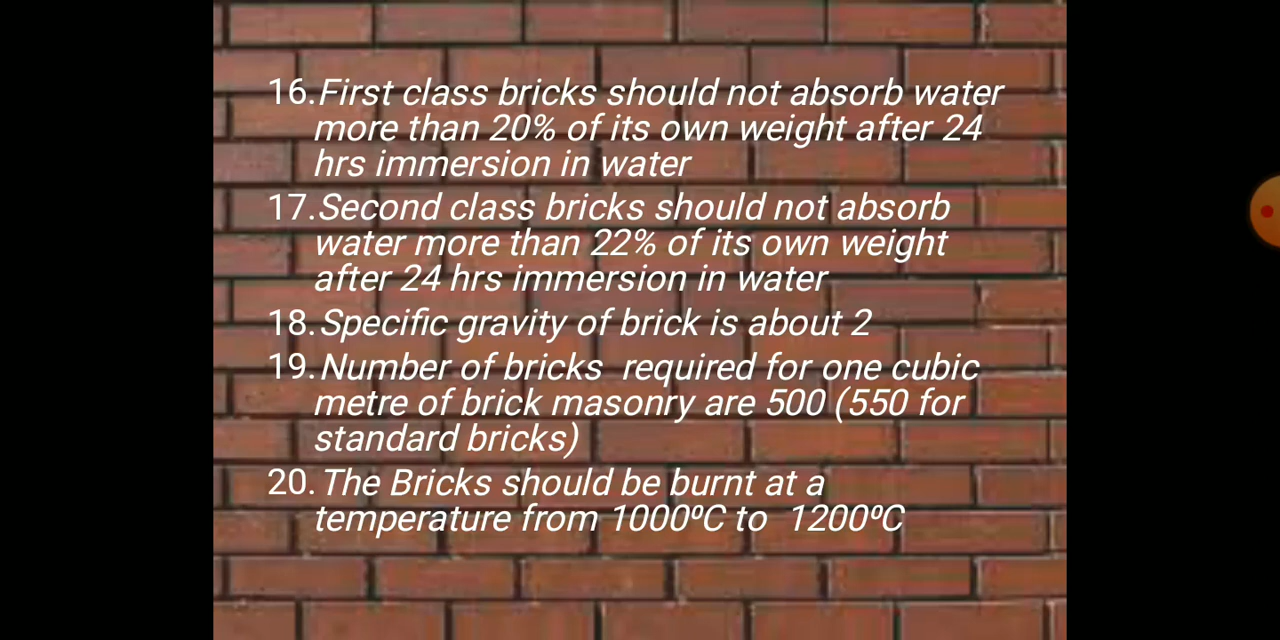 16.First class bricks should not absorb water
more than 20% of its own weight after 24
hrs immersion in water
17.Second class bricks should not absorb
water more than 22% of its own weight
after 24 hrs immersion in water
18.Specific gravity of brick is about 2
19.Number of bricks  required for one cubic
metre of brick masonry are 500 (550 for
standard bricks)
20.The Bricks should be burnt at a
temperature from 1000⁰C to  1200⁰C